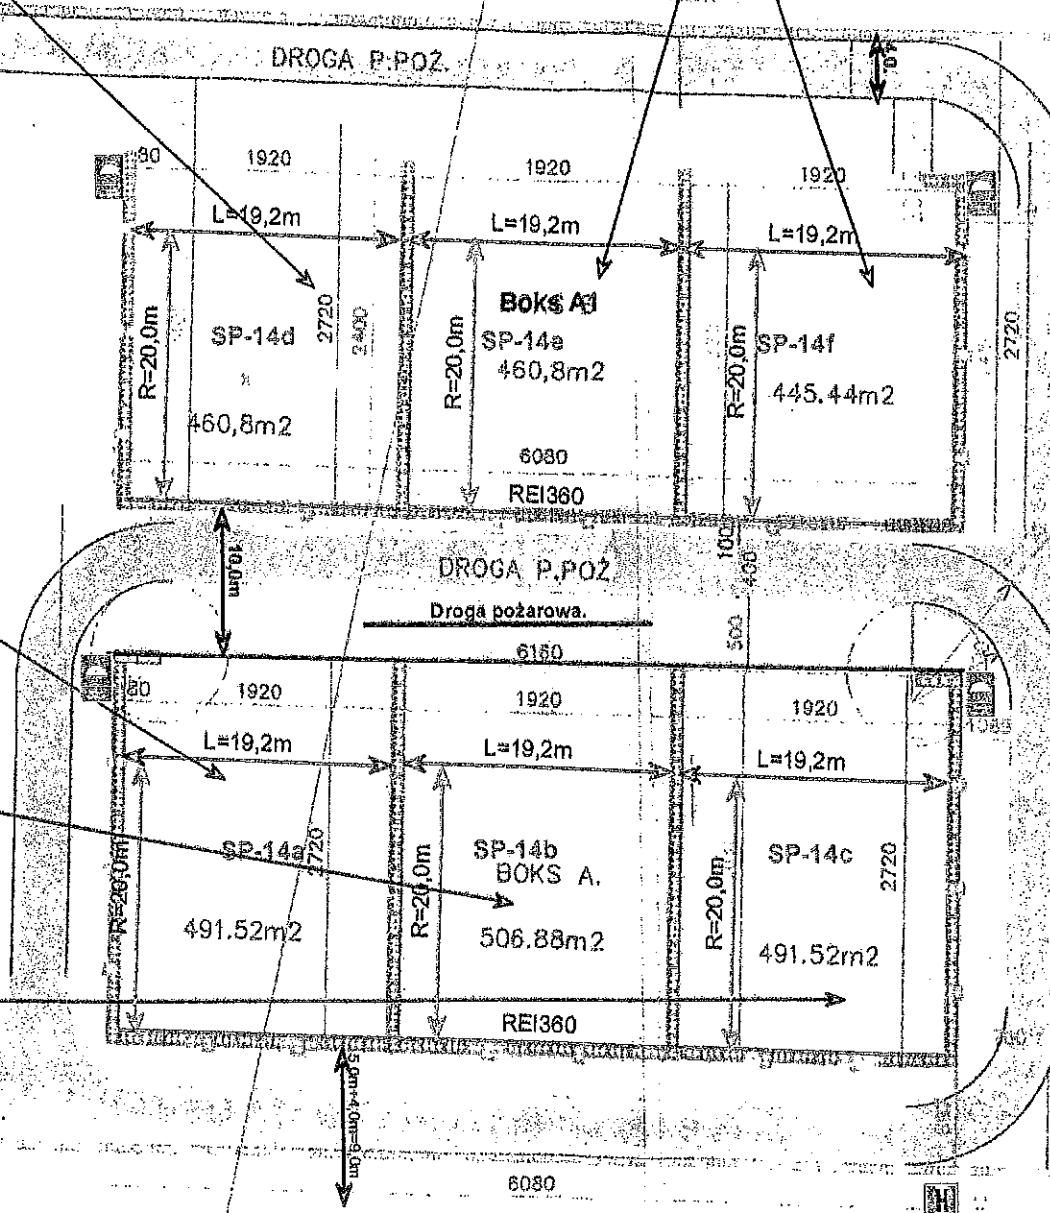 DROGA P.POŻ.
80
1920
1920
1920
L=19,2m
L=19,2m
L=19,2m
R=20,0m
SP-14d
2720
2400
460,8m2
Boks A1
SP-14e
460,8m2
R=20,0m
SP-14f
445.44m2
R=20,0m
2720
6080
REI360
10,0m
DROGA P.POŻ
100
400
500
Droga pożarowa.
6160
80
1920
1920
1920
L=19,2m
L=19,2m
L=19,2m
R=20,0m
SP-14a
2720
491.52m2
R=20,0m
SP-14b
BOKS A.
506.88m2
R=20,0m
SP-14c
2720
491.52m2
REI360
5,0m+4,0m=9,0m
6080
H